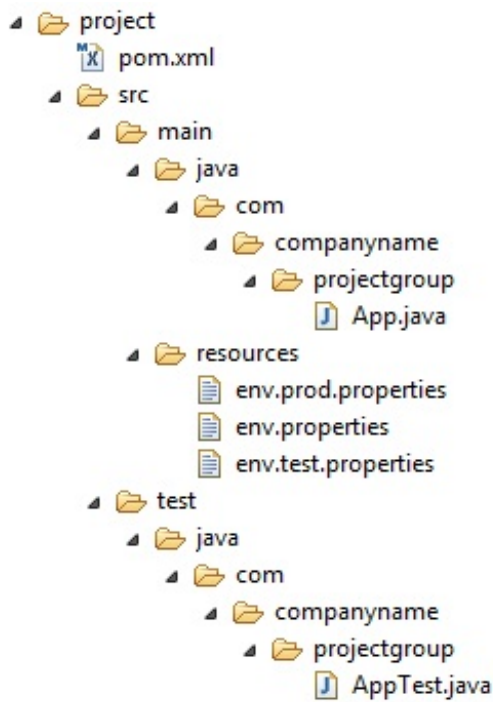 project
pom.xml
src
main
java
com
companyname
projectgroup
App.java
resources
env.prod.properties
env.properties
env.test.properties
test
java
com
companyname
projectgroup
AppTest.java